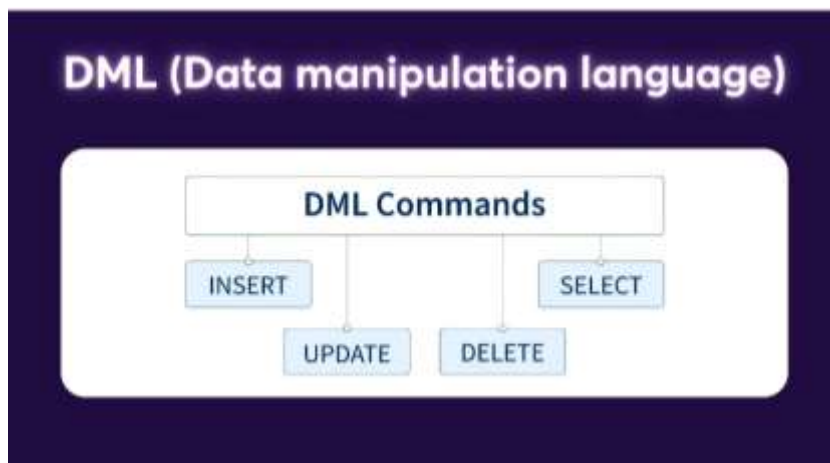 DML (Data manipulation language)
DML Commands
INSERT
SELECT
UPDATE
DELETE